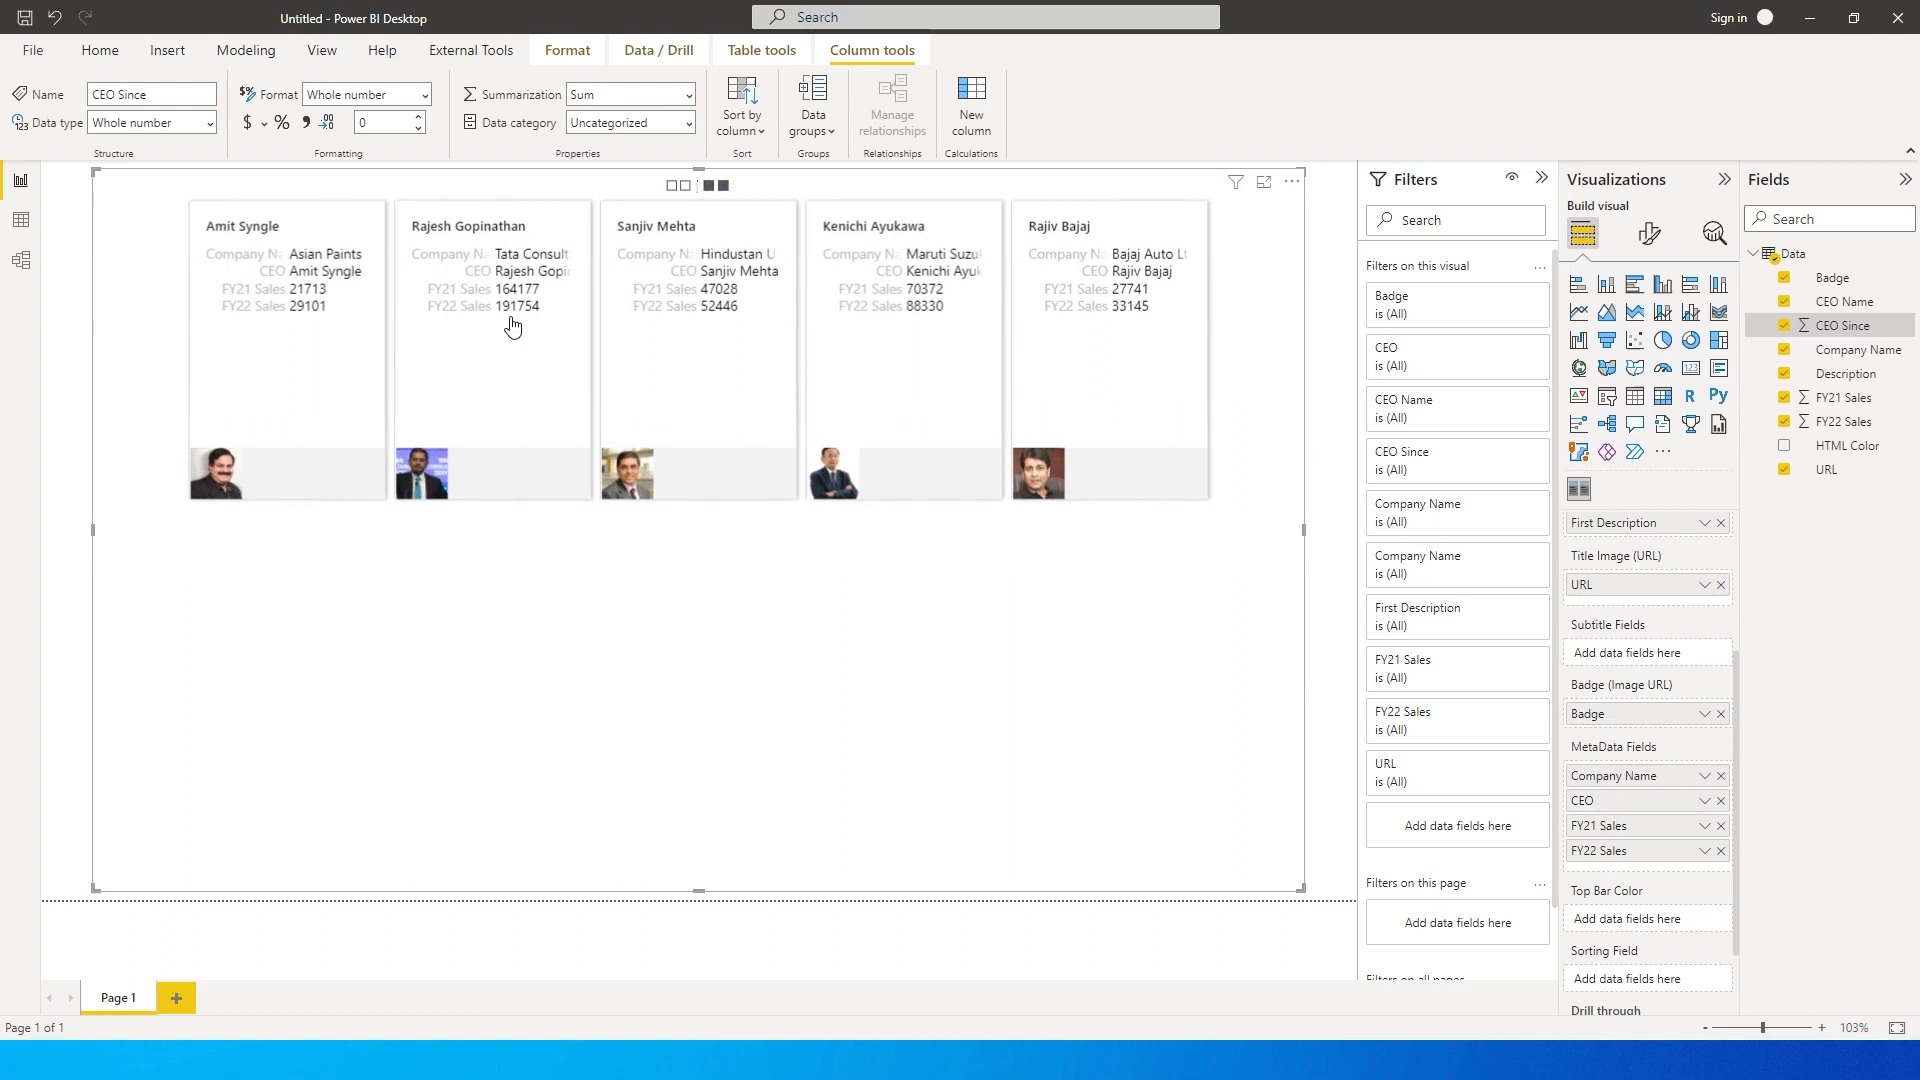 Untitled - Power BI Desktop
Search
Sign in
File
Home
Insert
Modeling
View
Help
External Tools
Format
Data / Drill
Table tools
Column tools
Name
CEO Since
Data type
Whole number
Structure
Format
Whole number
$ % 9 .00
0
Formatting
Summarization
Sum
Data category
Uncategorized
Properties
Sort by
column
Sort
Data
groups
Groups
Manage
relationships
Relationships
New
column
Calculations
Amit Syngle
Company Na Asian Paints
CEO Amit Syngle
FY21 Sales 21713
FY22 Sales 29101
Rajesh Gopinathan
Company Na Tata Consult
CEO Rajesh Gopi
FY21 Sales 164177
FY22 Sales 191754
Sanjiv Mehta
Company Na Hindustan U
CEO Sanjiv Mehta
FY21 Sales 47028
FY22 Sales 52446
Kenichi Ayukawa
Company Na Maruti Suzu
CEO Kenichi Ayuk
FY21 Sales 70372
FY22 Sales 88330
Rajiv Bajaj
Company Na Bajaj Auto Lt
CEO Rajiv Bajaj
FY21 Sales 27741
FY22 Sales 33145
Filters
Search
Filters on this visual
Badge
is (All)
CEO
is (All)
CEO Name
is (All)
CEO Since
is (All)
Company Name
is (All)
Company Name
is (All)
First Description
is (All)
FY21 Sales
is (All)
FY22 Sales
is (All)
URL
is (All)
Add data fields here
Filters on this page
Add data fields here
Filters on all pages
Visualizations
Build visual
R
Py
123
First Description
Title Image (URL)
URL
Subtitle Fields
Add data fields here
Badge (Image URL)
Badge
MetaData Fields
Company Name
CEO
FY21 Sales
FY22 Sales
Top Bar Color
Add data fields here
Sorting Field
Add data fields here
Drill through
Fields
Search
Data
Badge
CEO Name
CEO Since
Company Name
Description
FY21 Sales
FY22 Sales
HTML Color
URL
Page 1
Page 1 of 1
- + 103%